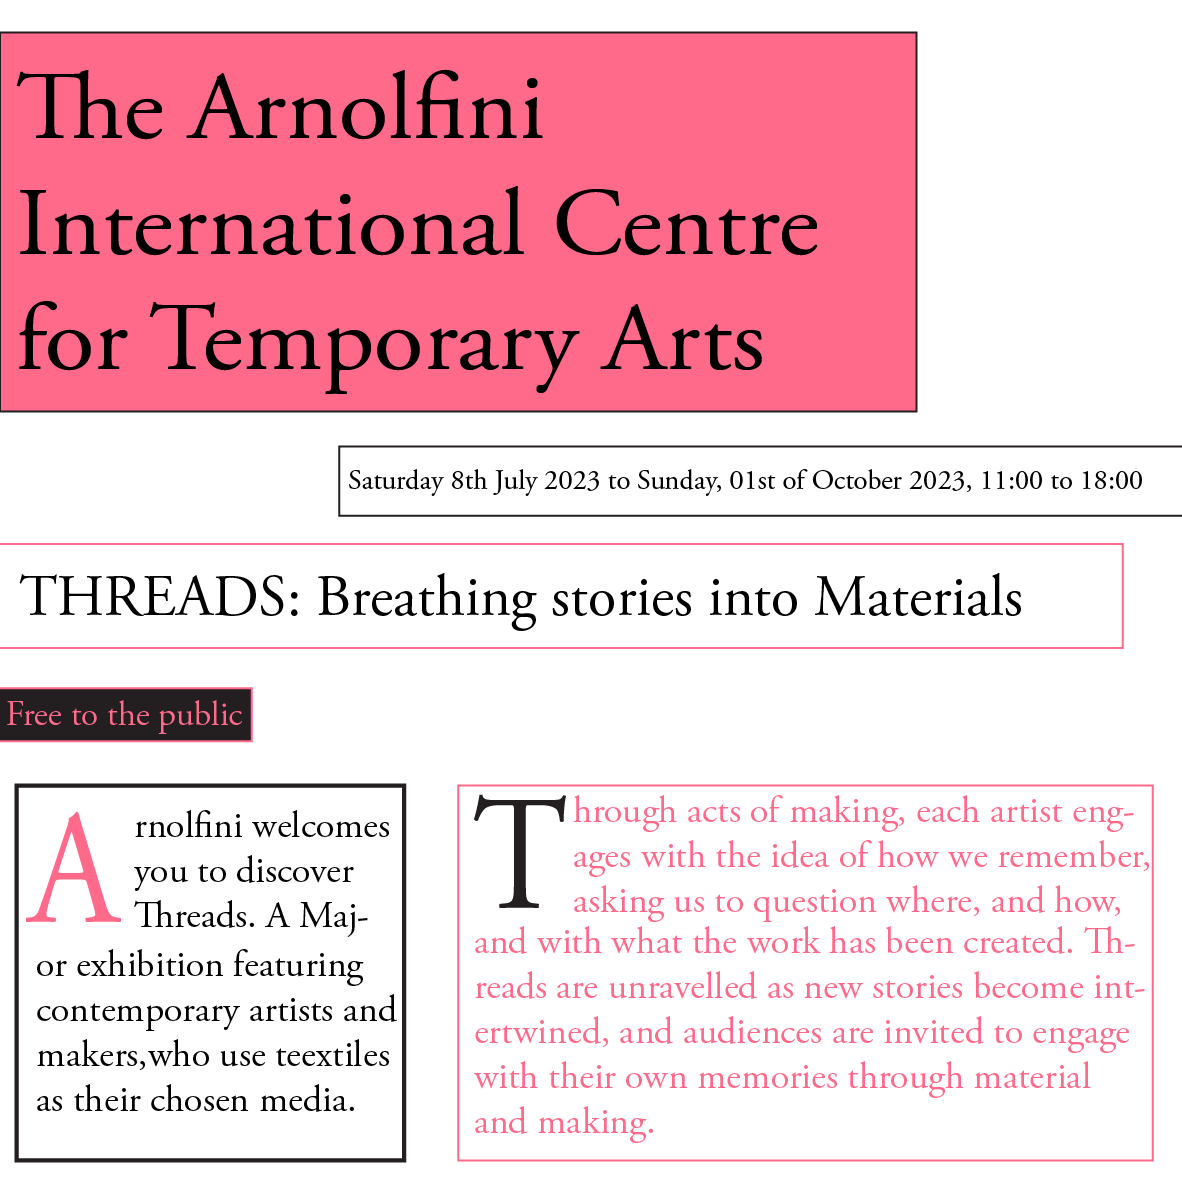 The Arnolfini
International Centre
for Temporary Arts
Saturday 8th July 2023 to Sunday, 01st of October 2023, 11:00 to 18:00
THREADS: Breathing stories into Materials
Free to the public
Arnolfini welcomes
you to discover
Threads. A Maj-
or exhibition featuring
contemporary artists and
makers,who use teextiles
as their chosen media.
Through acts of making, each artist eng-
ages with the idea of how we remember,
asking us to question where, and how,
and with what the work has been created. Th-
reads are unravelled as new stories become int-
ertwined, and audiences are invited to engage
with their own memories through material
and making.